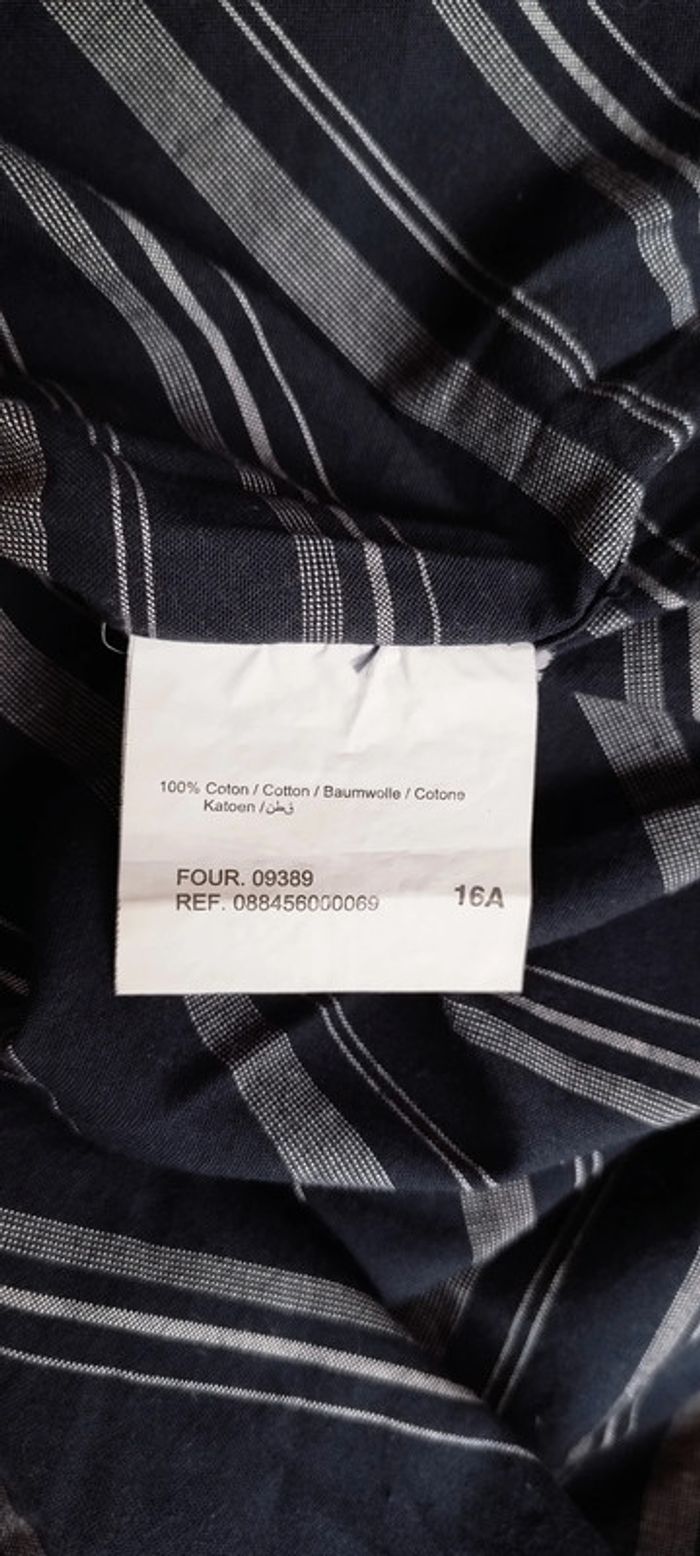 100% Coton / Cotton / Baumwolle / Cotone
Katoen / قطن
FOUR. 09389
REF. 088456000069
16A